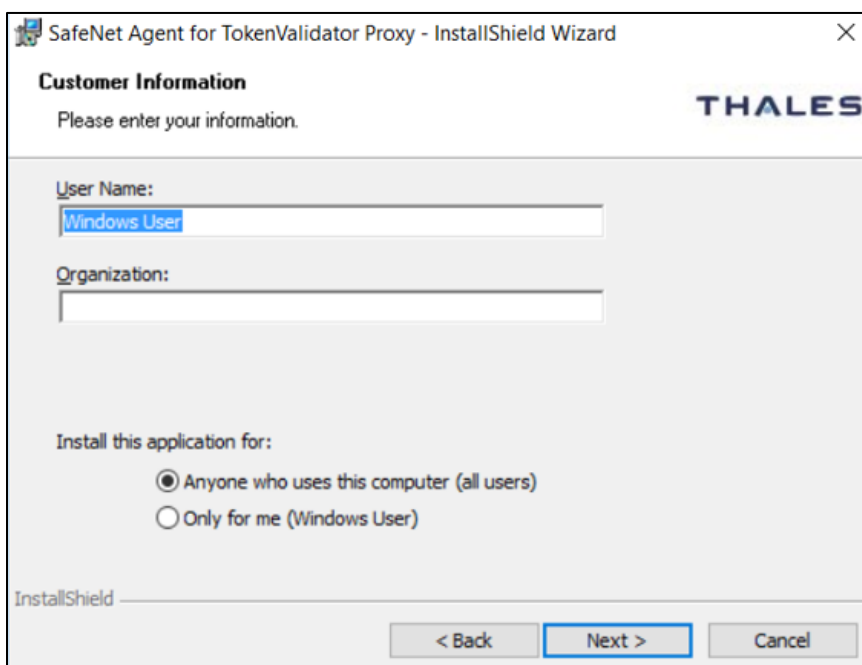 SafeNet Agent for TokenValidator Proxy - InstallShield Wizard
Customer Information
Please enter your information.
THALES
User Name:
Windows User
Organization:
Install this application for:
Anyone who uses this computer (all users)
Only for me (Windows User)
InstallShield
< Back Next > Cancel